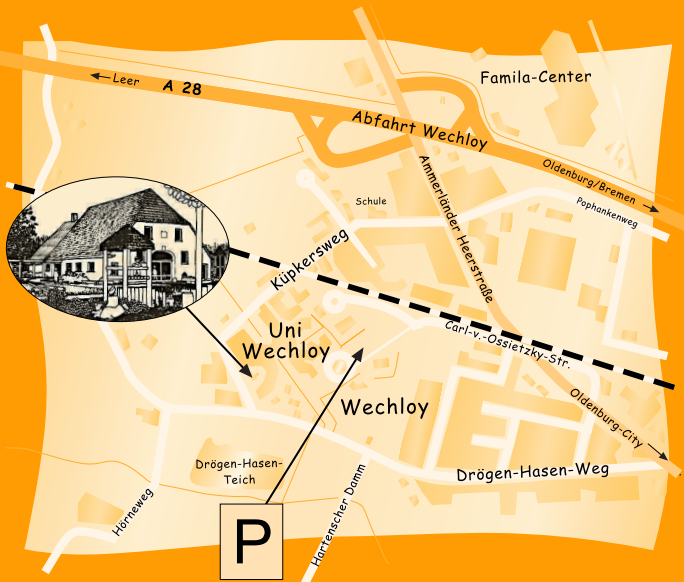 Famila-Center
Leer
A 28
Abfahrt Wechloy
Oldenburg/Bremen
Pophankenweg
Schule
Ammerländer Heerstraße
Küpkersweg
Uni
Wechloy
Carl-v.-Ossietzky-Str.
Wechloy
Oldenburg-City
Drögen-Hasen-
Teich
Drögen-Hasen-Weg
Hörneweg
Hartenscher Damm
P